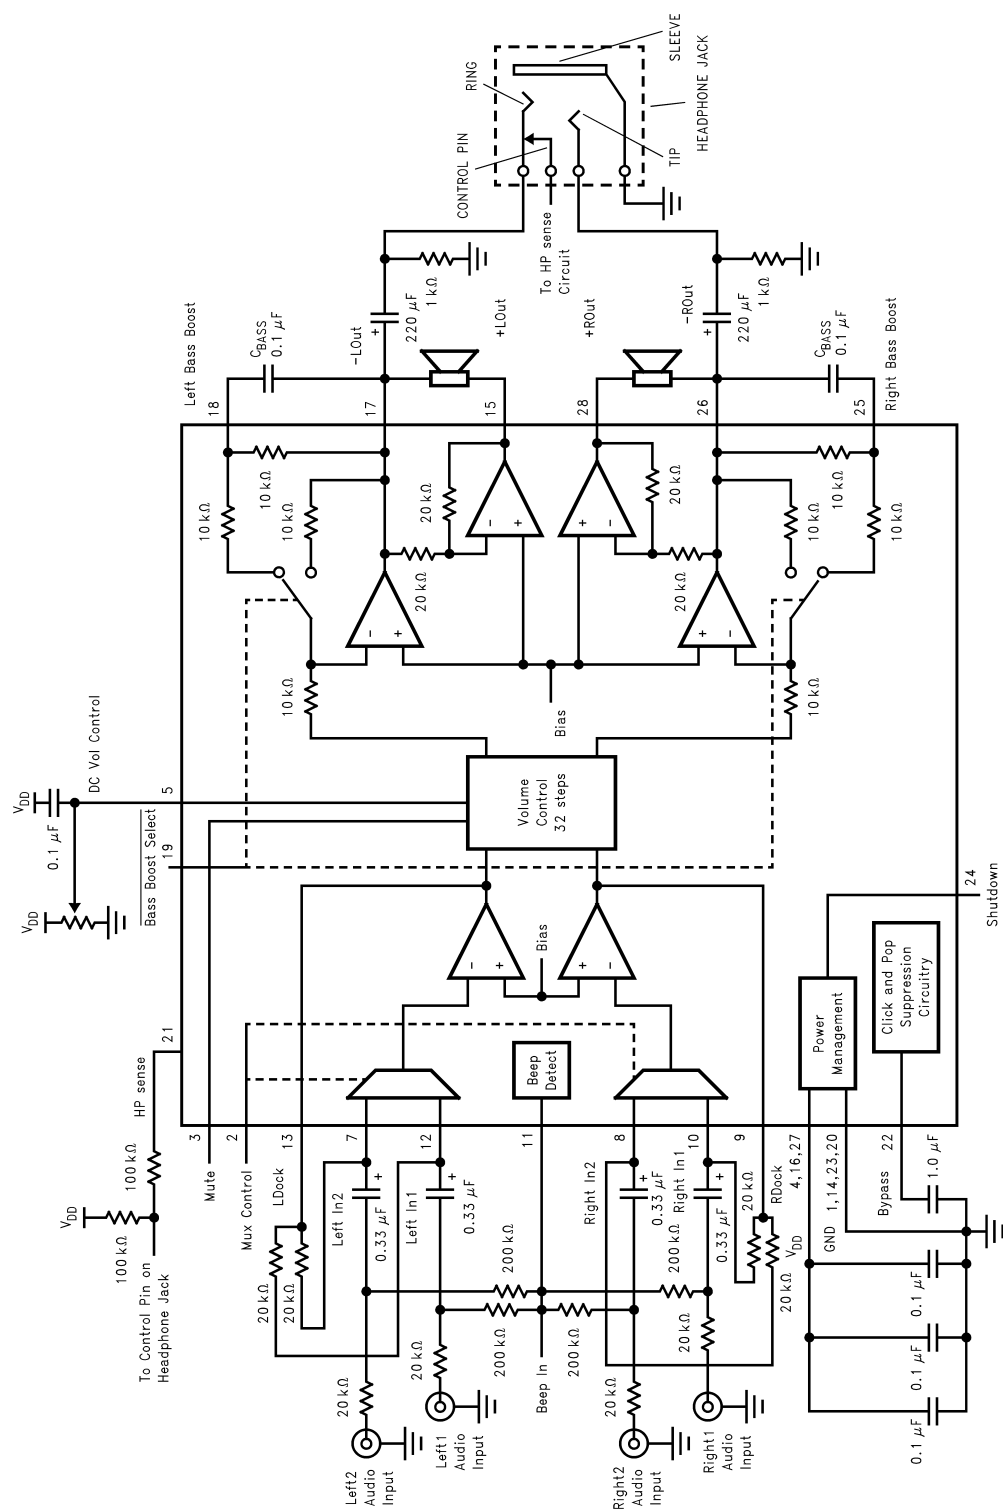 To Control Pin on
Headphone Jack
100 kΩ
VDD
100 kΩ
HP sense
21
VDD
0.1 µF
VDD
DC Vol Control
5
Bass Boost Select
19
Mute
3
Mux Control
2
LDock
13
20 kΩ
20 kΩ
Left In2
7
0.33 µF
+
Left In1
12
0.33 µF
+
Left2
Audio
Input
20 kΩ
Left1
Audio
Input
20 kΩ
200 kΩ
200 kΩ
Beep In
11
Beep
Detect
200 kΩ
200 kΩ
Right In2
8
0.33 µF
+
Right In1
10
0.33 µF
+
Right2
Audio
Input
20 kΩ
Right1
Audio
Input
20 kΩ
20 kΩ
RDock
9
20 kΩ
VDD
4,16,27
GND
1,14,23,20
Bypass
22
1.0 µF
0.1 µF
0.1 µF
0.1 µF
Power
Management
Click and Pop
Suppression
Circuitry
24
Shutdown
-
+
Bias
+
-
Volume
Control
32 steps
10 kΩ
Bias
10 kΩ
-
+
20 kΩ
20 kΩ
-
+
+
-
20 kΩ
20 kΩ
+
-
10 kΩ
10 kΩ
10 kΩ
10 kΩ
10 kΩ
10 kΩ
18
Left Bass Boost
CBASS
0.1 µF
17
-LOut
+
220 µF
1 kΩ
15
+LOut
28
+ROut
26
-ROut
+
220 µF
1 kΩ
25
Right Bass Boost
CBASS
0.1 µF
To HP sense
Circuit
CONTROL PIN
RING
TIP
SLEEVE
HEADPHONE JACK